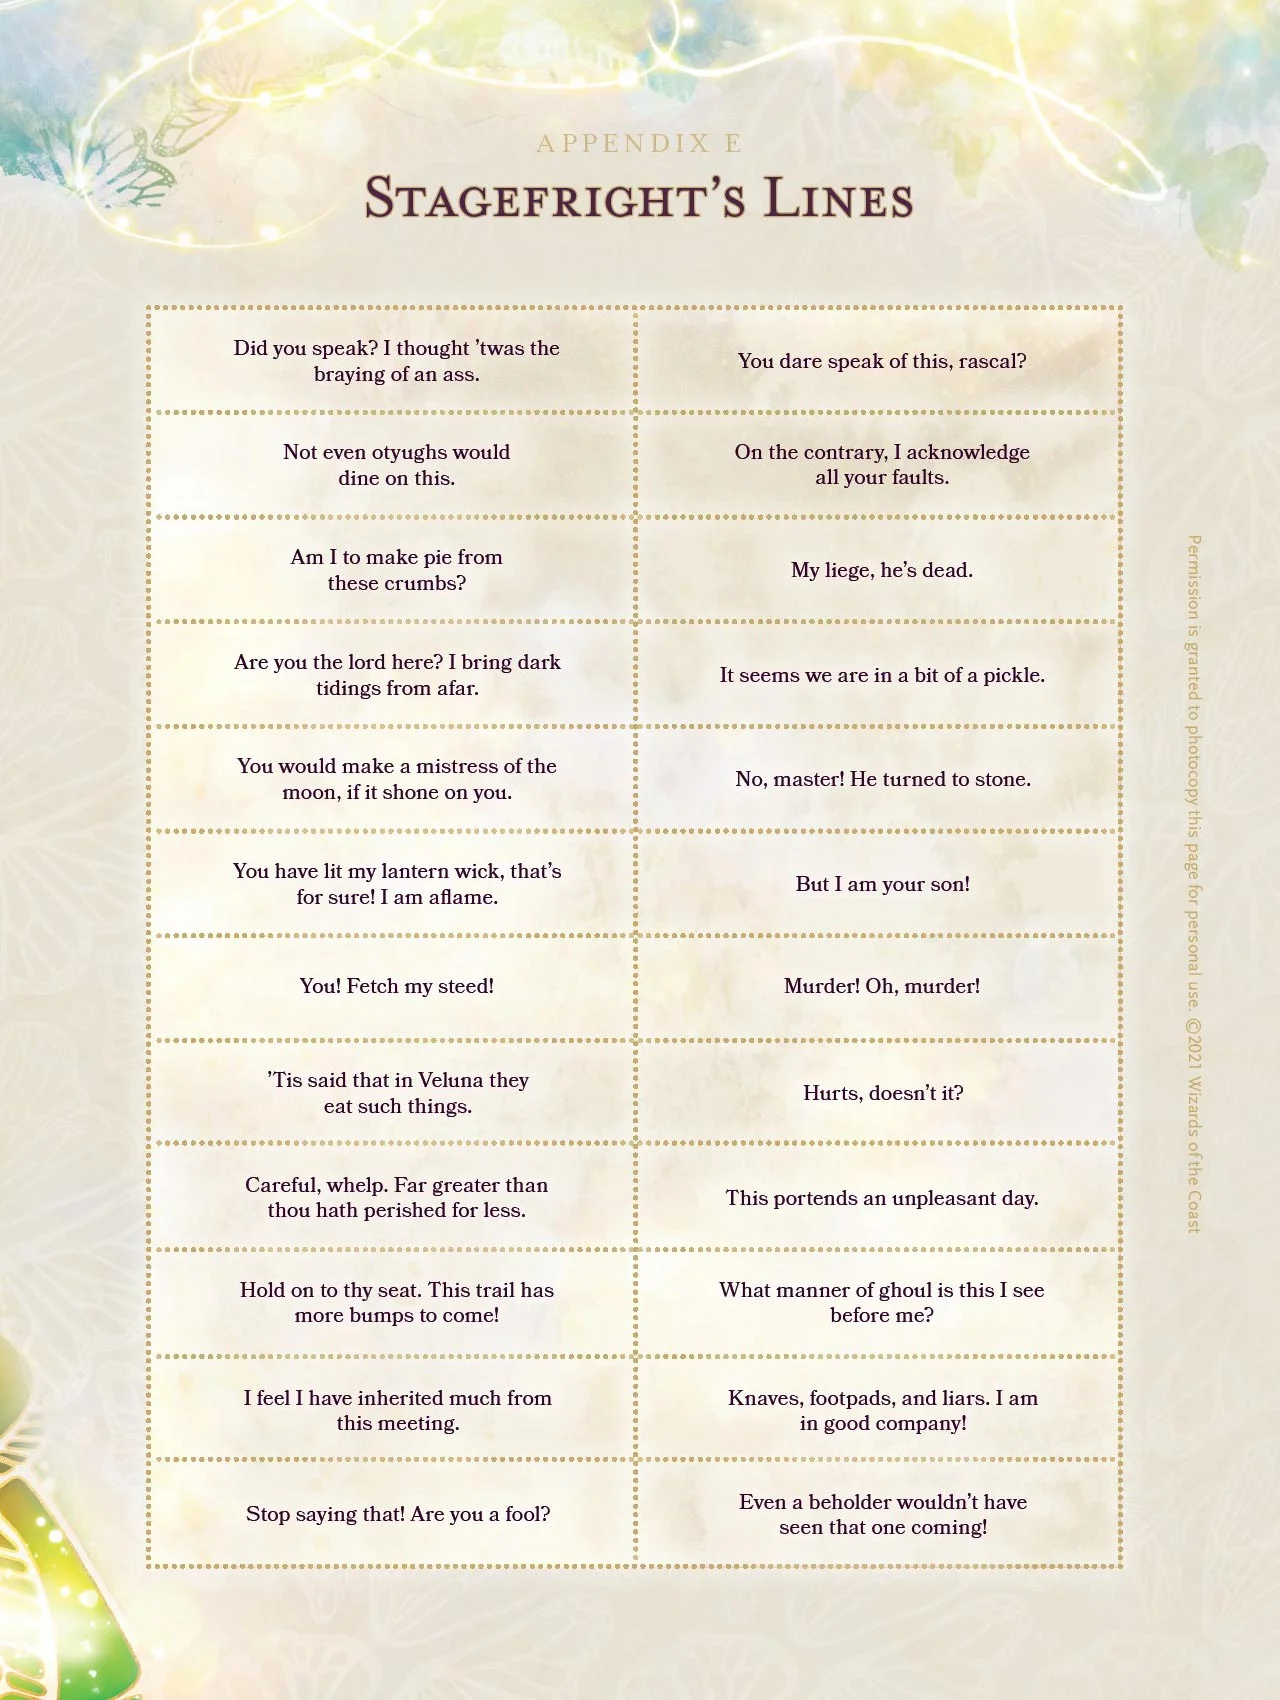 APPENDIX E
STAGEFRIGHT'S LINES
Did you speak? I thought 'twas the
braying of an ass.
You dare speak of this, rascal?
Not even otyughs would
dine on this.
On the contrary, I acknowledge
all your faults.
Am I to make pie from
these crumbs?
My liege, he's dead.
Are you the lord here? I bring dark
tidings from afar.
It seems we are in a bit of a pickle.
You would make a mistress of the
moon, if it shone on you.
No, master! He turned to stone.
You have lit my lantern wick, that's
for sure! I am aflame.
But I am your son!
You! Fetch my steed!
Murder! Oh, murder!
'Tis said that in Veluna they
eat such things.
Hurts, doesn't it?
Careful, whelp. Far greater than
thou hath perished for less.
This portends an unpleasant day.
Hold on to thy seat. This trail has
more bumps to come!
What manner of ghoul is this I see
before me?
I feel I have inherited much from
this meeting.
Knaves, footpads, and liars. I am
in good company!
Stop saying that! Are you a fool?
Even a beholder wouldn't have
seen that one coming!
Permission is granted to photocopy this page for personal use. ©2021 Wizards of the Coast